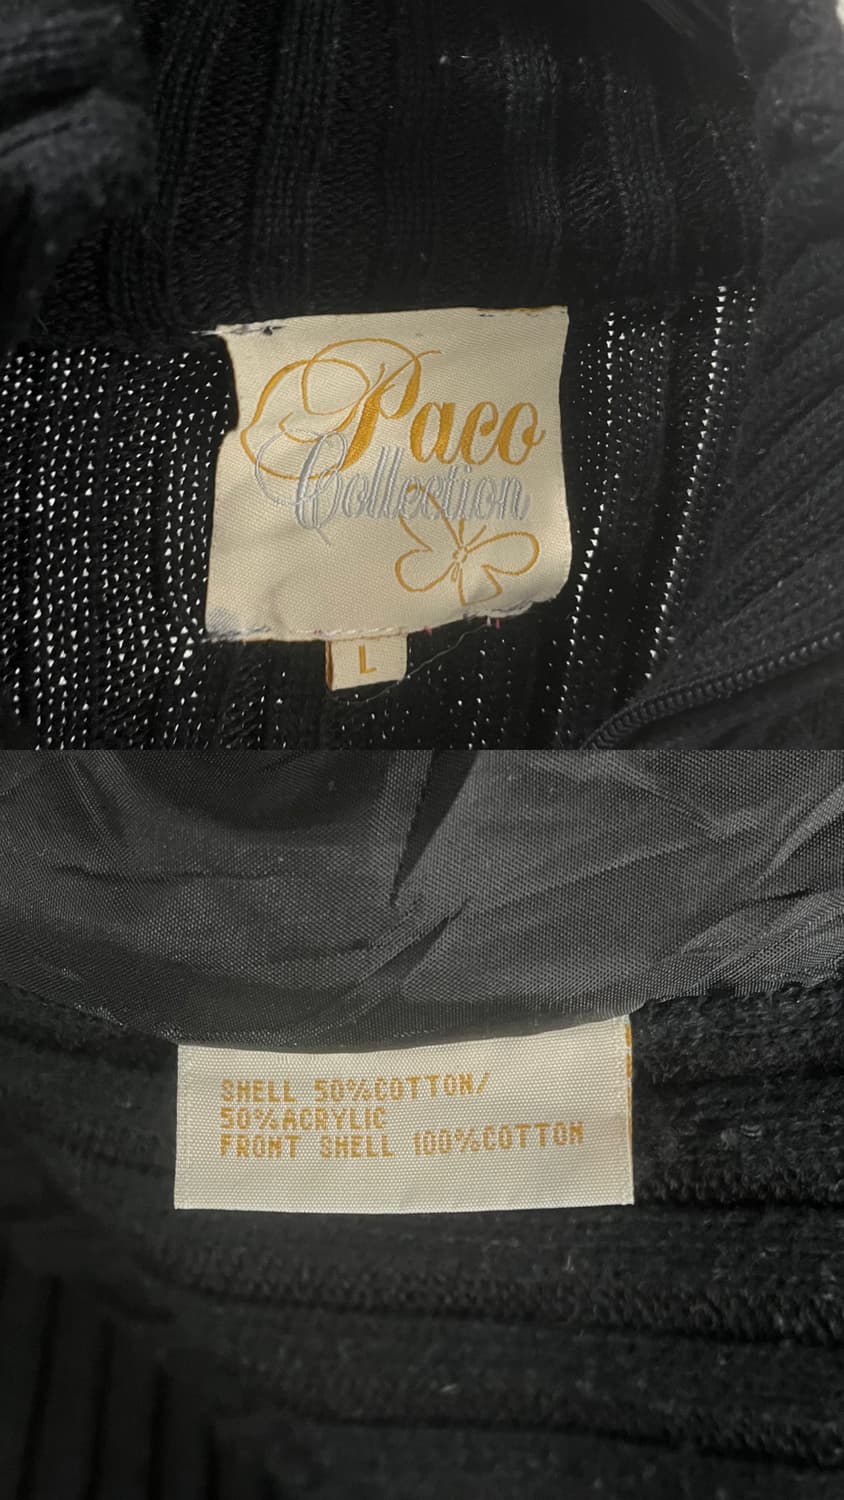 Paco
Collection
L
SHELL 50%COTTON/
50%ACRYLIC
FRONT SHELL 100%COTTON